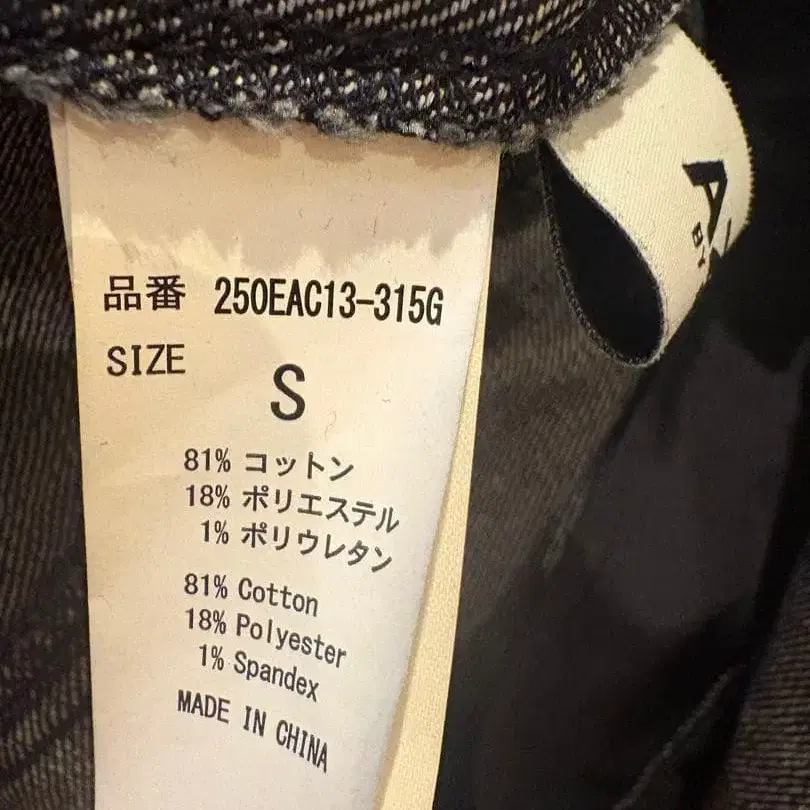 品番 250EAC13-315G
SIZE S
81% コットン
18% ポリエステル
1% ポリウレタン
81% Cotton
18% Polyester
1% Spandex
MADE IN CHINA